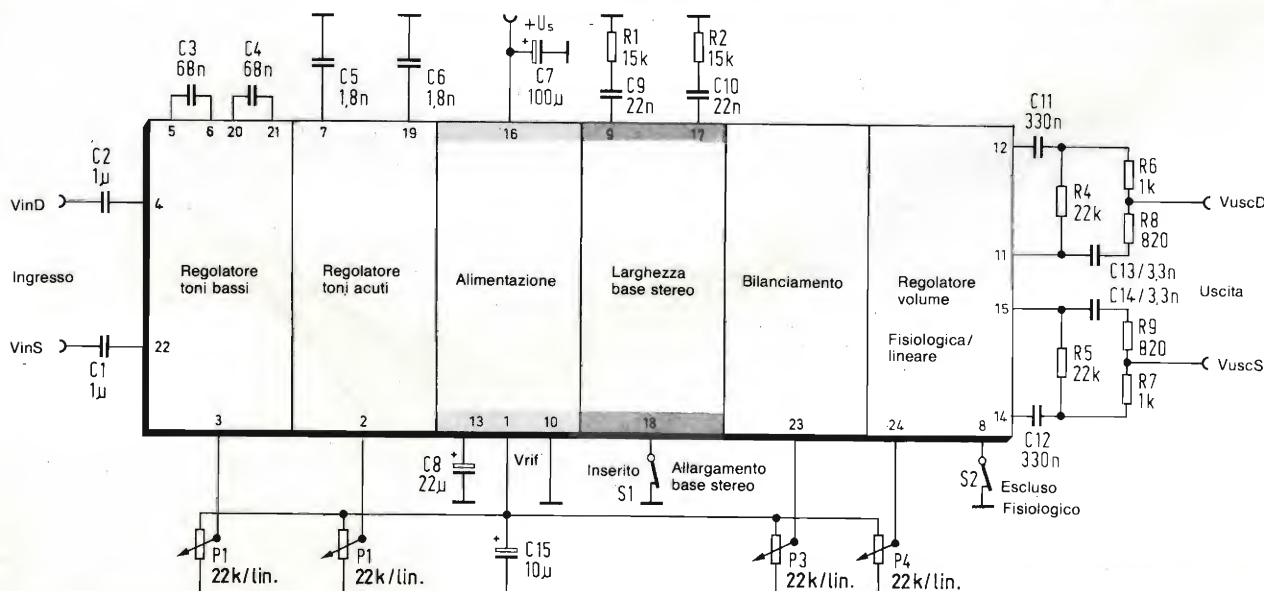 +Us
C3
68n
C4
68n
C5
1,8n
C6
1,8n
C7
100µ
R1
15k
C9
22n
R2
15k
C10
22n
C11
330n
5 6 20 21 7 19 16 9 17
12
C2
1µ
VinD
4
R4
22k
R6
1k
R8
820
VuscD
11
C13/3,3n
C14/3,3n
Ingresso
Regolatore
toni bassi
Regolatore
toni acuti
Alimentazione
Larghezza
base stereo
Bilanciamento
Regolatore
volume
Fisiologica/
lineare
Uscita
15
VinS
22
C1
1µ
R5
22k
R9
820
VuscS
R7
1k
14
C12
330n
3 2 13 1 10 18 23 24 8
C8
22µ
Vrif
Inserito
S1
Allargamento
base stereo
S2
Escluso
Fisiologico
P1
22k/lin.
P1
22k/lin.
C15
10µ
P3
22k/lin.
P4
22k/lin.